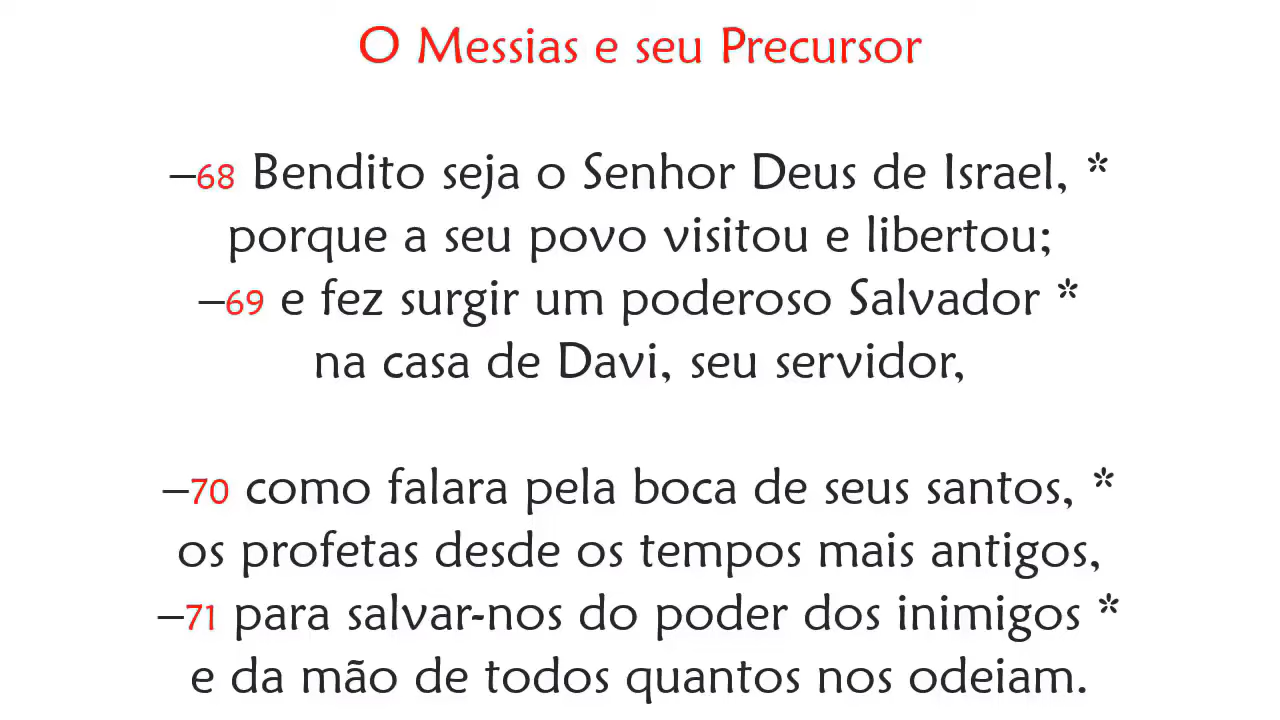 O Messias e seu Precursor
–68 Bendito seja o Senhor Deus de Israel, *
porque a seu povo visitou e libertou;
–69 e fez surgir um poderoso Salvador *
na casa de Davi, seu servidor,
–70 como falara pela boca de seus santos, *
os profetas desde os tempos mais antigos,
–71 para salvar-nos do poder dos inimigos *
e da mão de todos quantos nos odeiam.